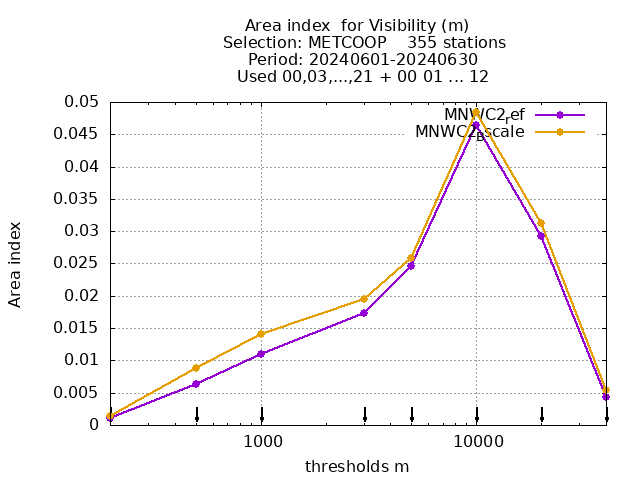 Area index  for Visibility (m)
Selection: METCOOP    355 stations
Period: 20240601-20240630
Used 00,03,...,21 + 00 01 ... 12
MNWC2ref
MNWC2Bscale
0.05
0.045
0.04
0.035
0.03
0.025
0.02
0.015
0.01
0.005
0
Area index
1000
10000
thresholds m